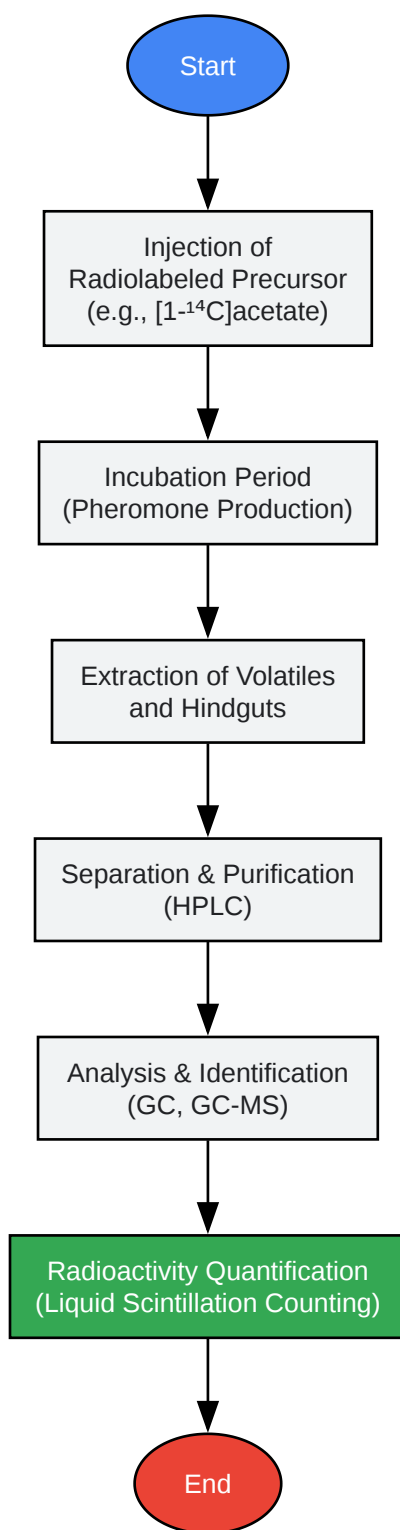 Start
Injection of
Radiolabeled Precursor
(e.g., [1-¹⁴C]acetate)
Incubation Period
(Pheromone Production)
Extraction of Volatiles
and Hindguts
Separation & Purification
(HPLC)
Analysis & Identification
(GC, GC-MS)
Radioactivity Quantification
(Liquid Scintillation Counting)
End